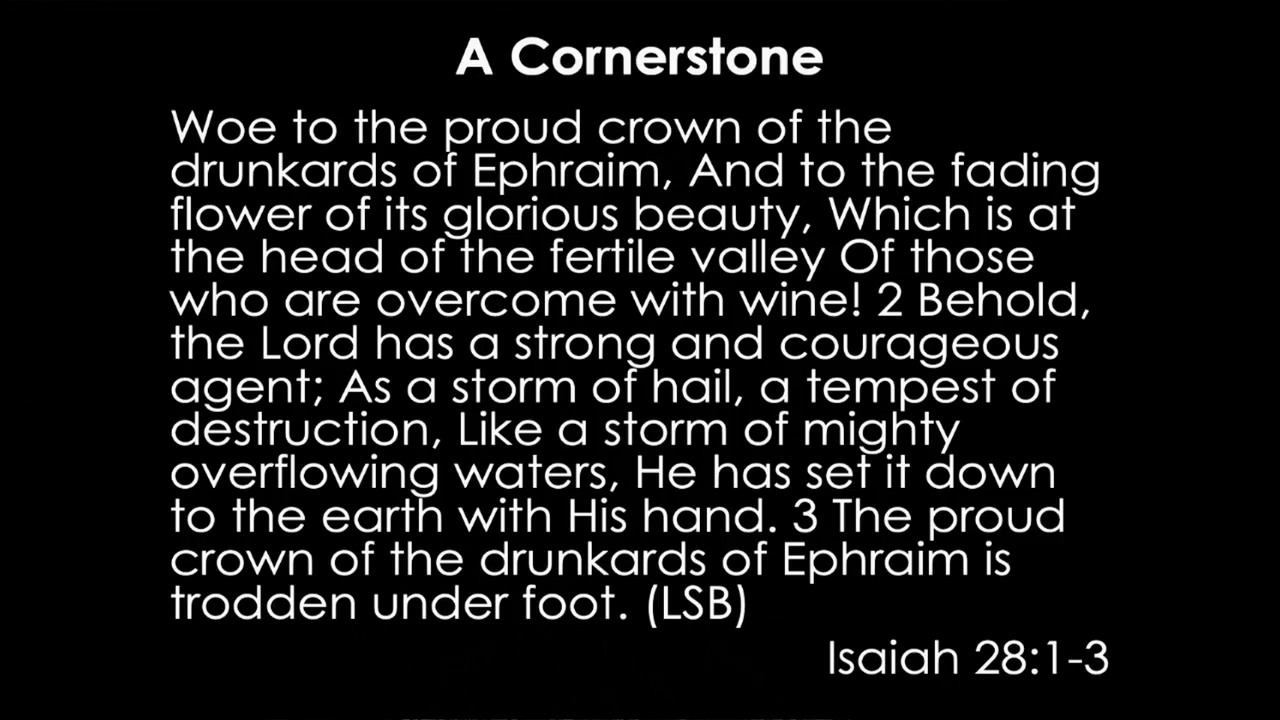 A Cornerstone
Woe to the proud crown of the
drunkards of Ephraim, And to the fading
flower of its glorious beauty, Which is at
the head of the fertile valley Of those
who are overcome with wine! 2 Behold,
the Lord has a strong and courageous
agent; As a storm of hail, a tempest of
destruction, Like a storm of mighty
overflowing waters, He has set it down
to the earth with His hand. 3 The proud
crown of the drunkards of Ephraim is
trodden under foot. (LSB)
Isaiah 28:1-3